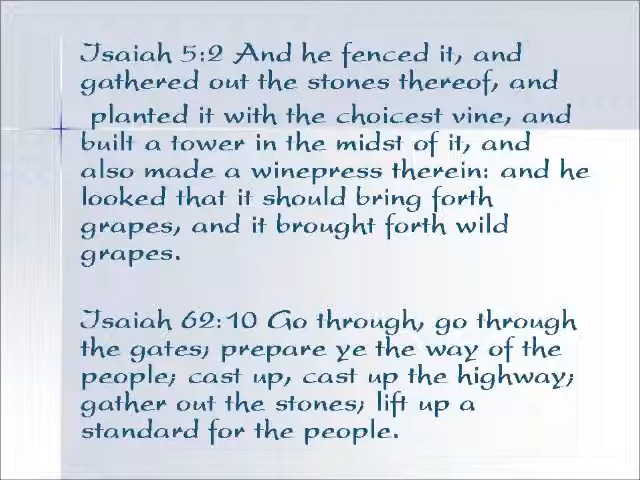 Isaiah 5:2 And he fenced it, and
gathered out the stones thereof, and
planted it with the choicest vine, and
built a tower in the midst of it, and
also made a winepress therein: and he
looked that it should bring forth
grapes, and it brought forth wild
grapes.
Isaiah 62:10 Go through, go through
the gates; prepare ye the way of the
people; cast up, cast up the highway;
gather out the stones; lift up a
standard for the people.